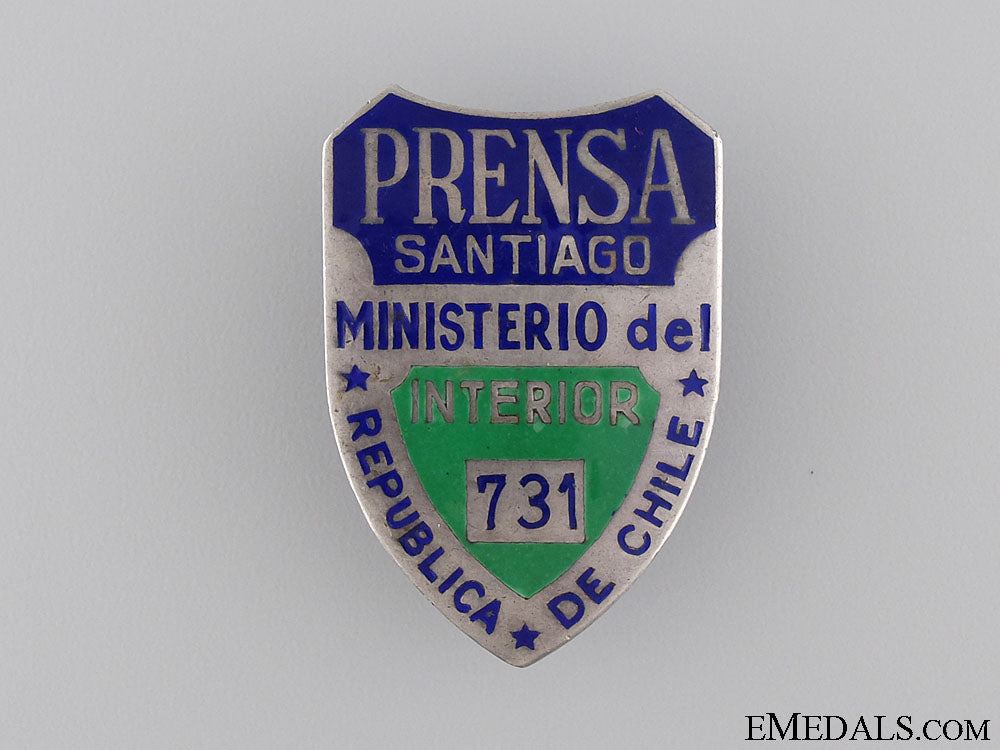 PRENSA
SANTIAGO
MINISTERIO del
INTERIOR
731
★ REPUBLICA ★ DE CHILE ★
EMEDALS.COM